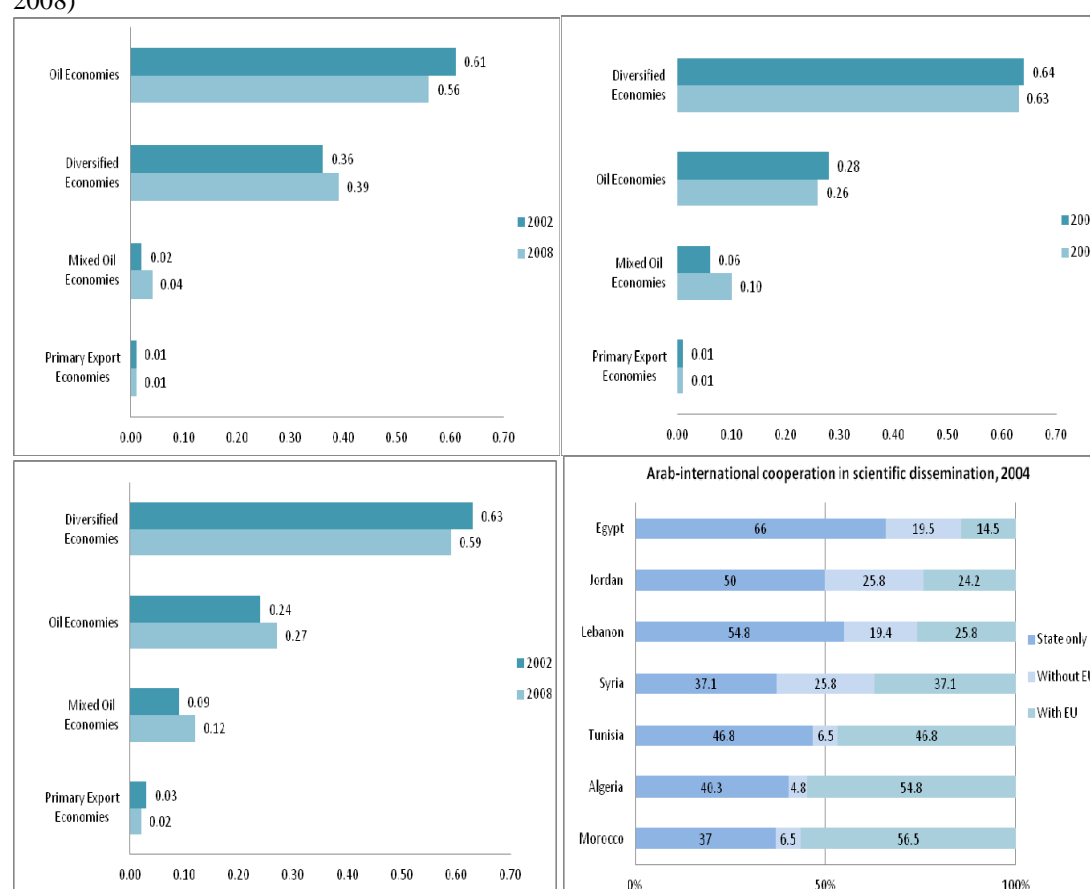 2008)
Oil Economies
0.61
0.56
Diversified
Economies
0.36
0.39
Mixed Oil
Economies
0.02
0.04
Primary Export
Economies
0.01
0.01
2002
2008
0.00 0.10 0.20 0.30 0.40 0.50 0.60 0.70
Diversified
Economies
0.64
0.63
Oil Economies
0.28
0.26
Mixed Oil
Economies
0.06
0.10
Primary Export
Economies
0.01
0.01
200
200
0.00 0.10 0.20 0.30 0.40 0.50 0.60 0.70
Diversified
Economies
0.63
0.59
Oil Economies
0.24
0.27
Mixed Oil
Economies
0.09
0.12
Primary Export
Economies
0.03
0.02
2002
2008
0.00 0.10 0.20 0.30 0.40 0.50 0.60 0.70
Arab-international cooperation in scientific dissemination, 2004
Egypt 66 19.5 14.5
Jordan 50 25.8 24.2
Lebanon 54.8 19.4 25.8
Syria 37.1 25.8 37.1
Tunisia 46.8 6.5 46.8
Algeria 40.3 4.8 54.8
Morocco 37 6.5 56.5
State only
Without EU
With EU
0% 50% 100%